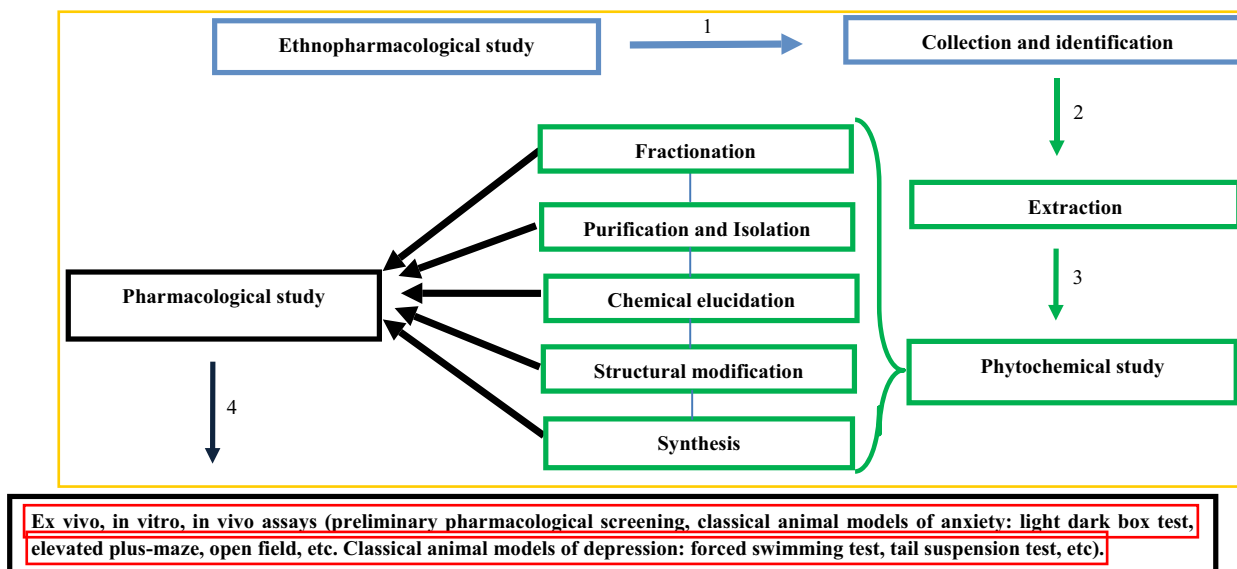 Ethnopharmacological study
1
Collection and identification
2
Fractionation
Extraction
Purification and Isolation
3
Pharmacological study
Chemical elucidation
Structural modification
Phytochemical study
4
Synthesis
Ex vivo, in vitro, in vivo assays (preliminary pharmacological screening, classical animal models of anxiety: light dark box test,
elevated plus-maze, open field, etc. Classical animal models of depression: forced swimming test, tail suspension test, etc).